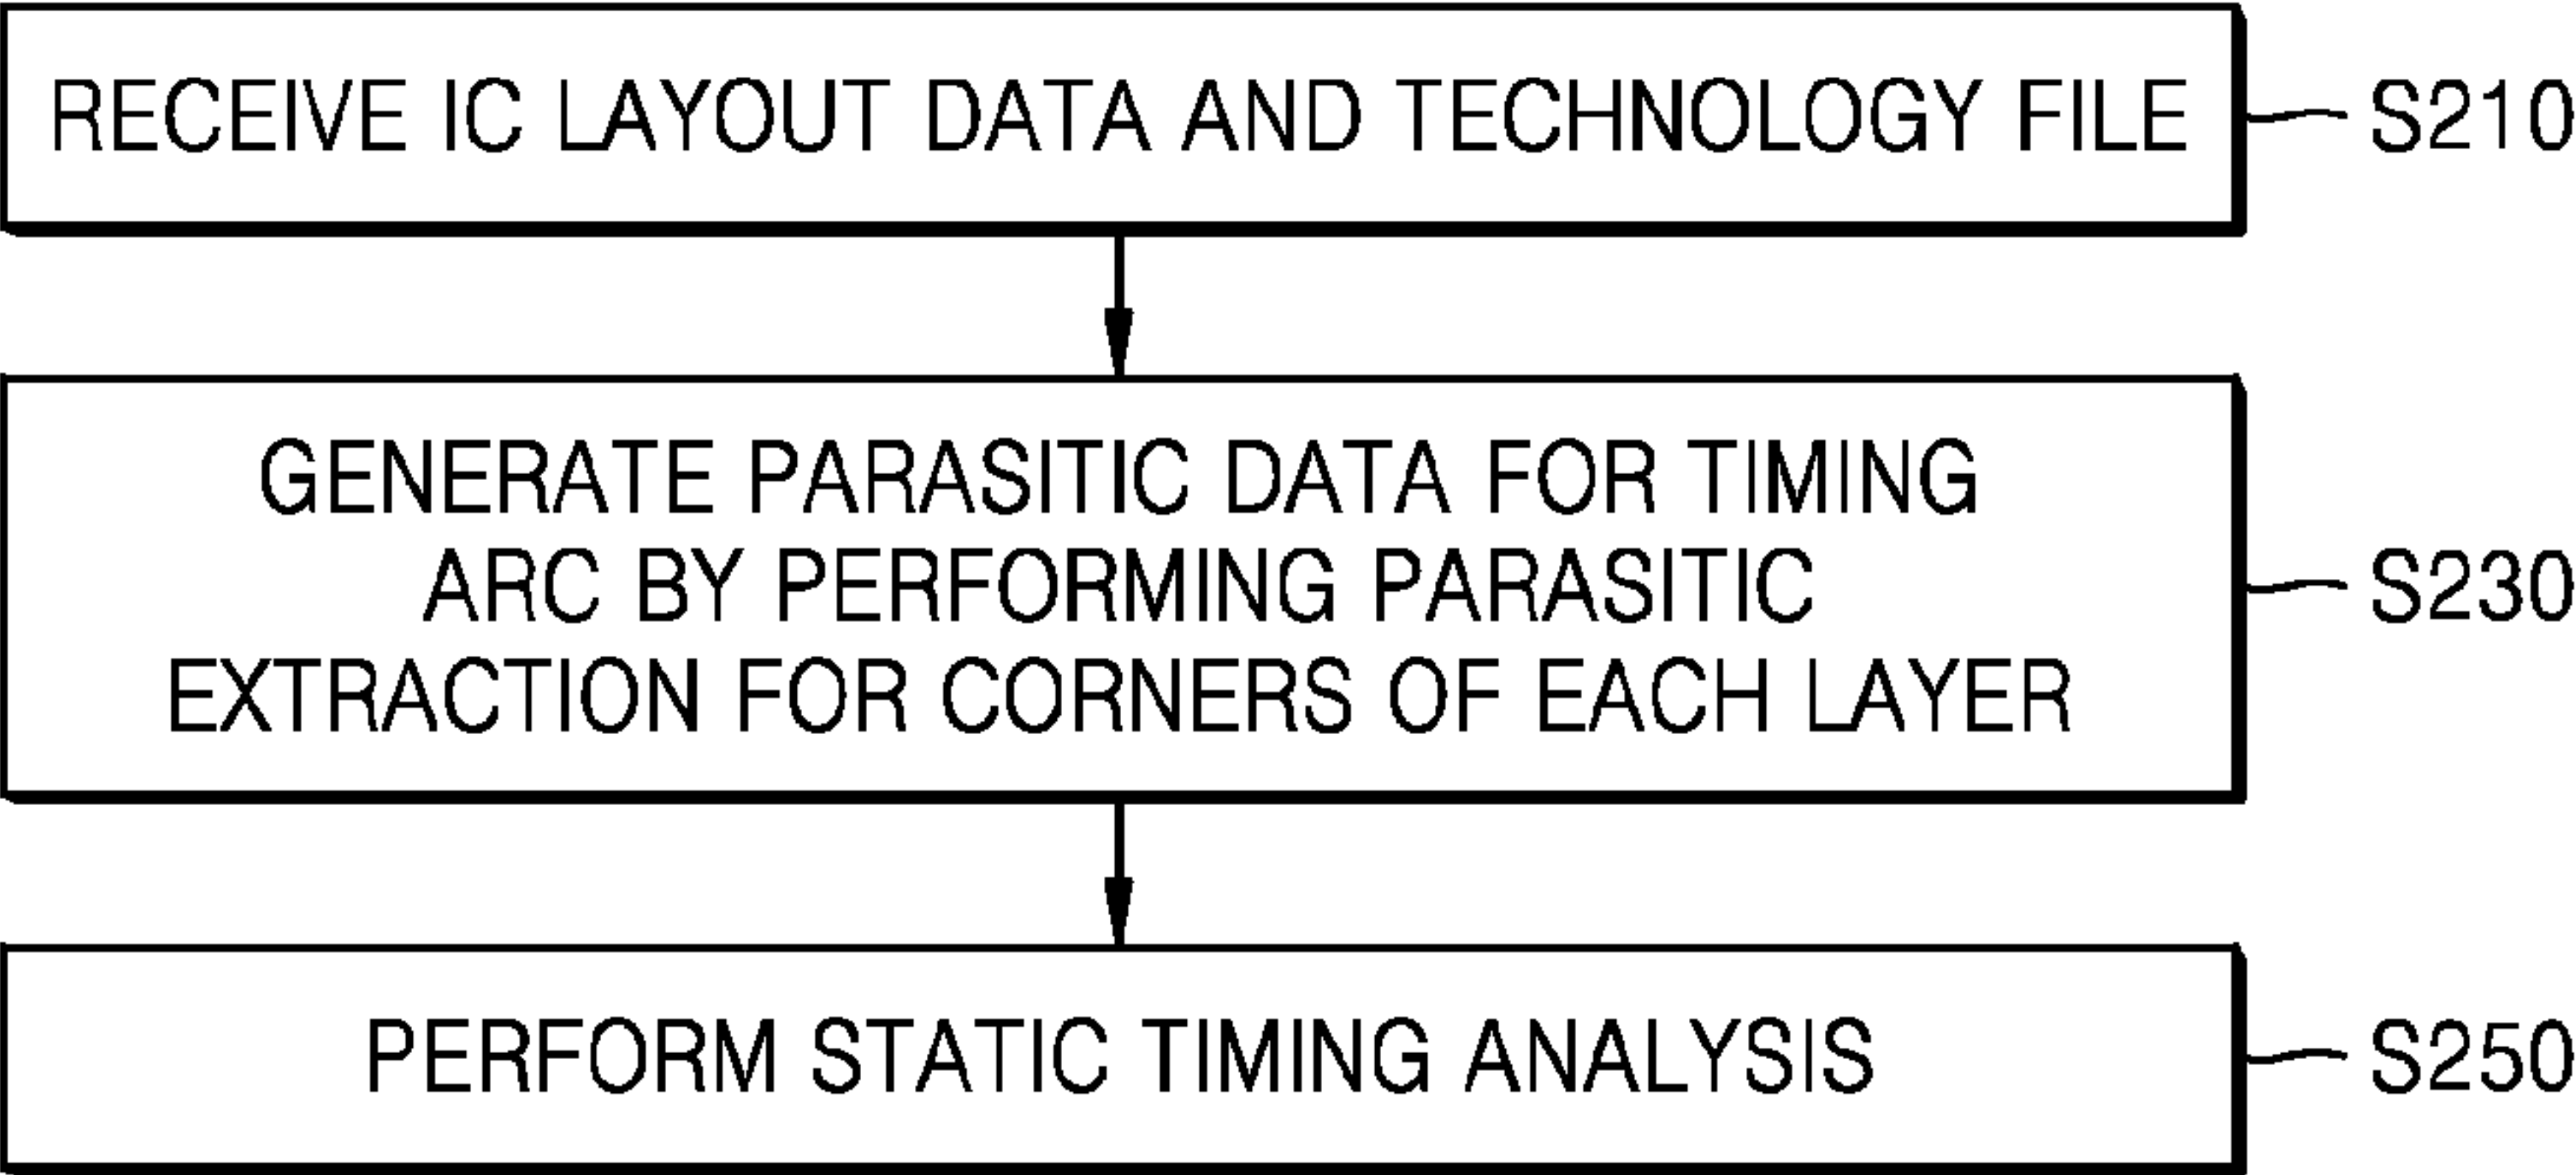 RECEIVE IC LAYOUT DATA AND TECHNOLOGY FILE
S210
GENERATE PARASITIC DATA FOR TIMING
ARC BY PERFORMING PARASITIC
EXTRACTION FOR CORNERS OF EACH LAYER
S230
PERFORM STATIC TIMING ANALYSIS
S250